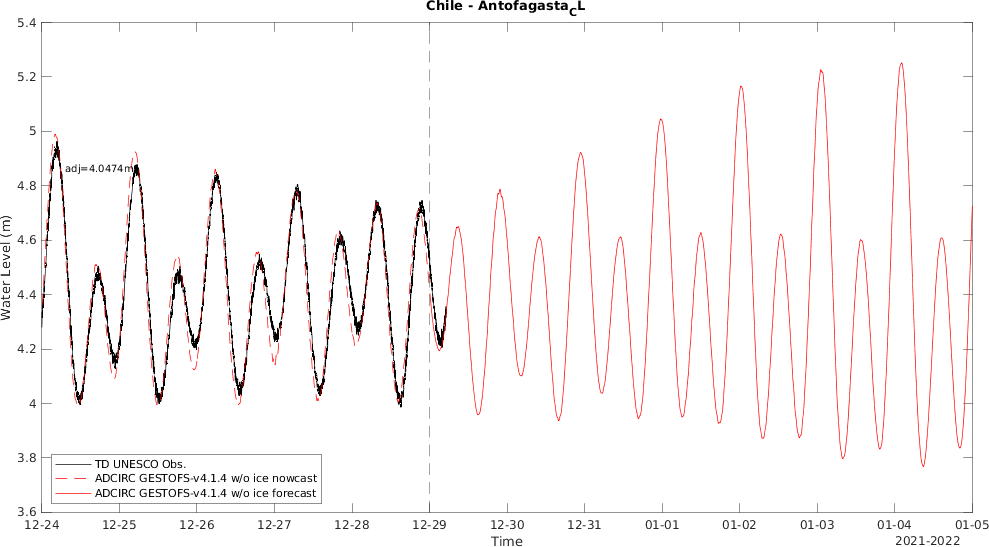 Chile - Antofagasta_CL
5.4
5.2
5
4.8
4.6
4.4
4.2
4
3.8
3.6
Water Level (m)
adj=4.0474m
TD UNESCO Obs.
ADCIRC GESTOFS-v4.1.4 w/o ice nowcast
ADCIRC GESTOFS-v4.1.4 w/o ice forecast
12-24 12-25 12-26 12-27 12-28 12-29 12-30 12-31 01-01 01-02 01-03 01-04 01-05
Time
2021-2022